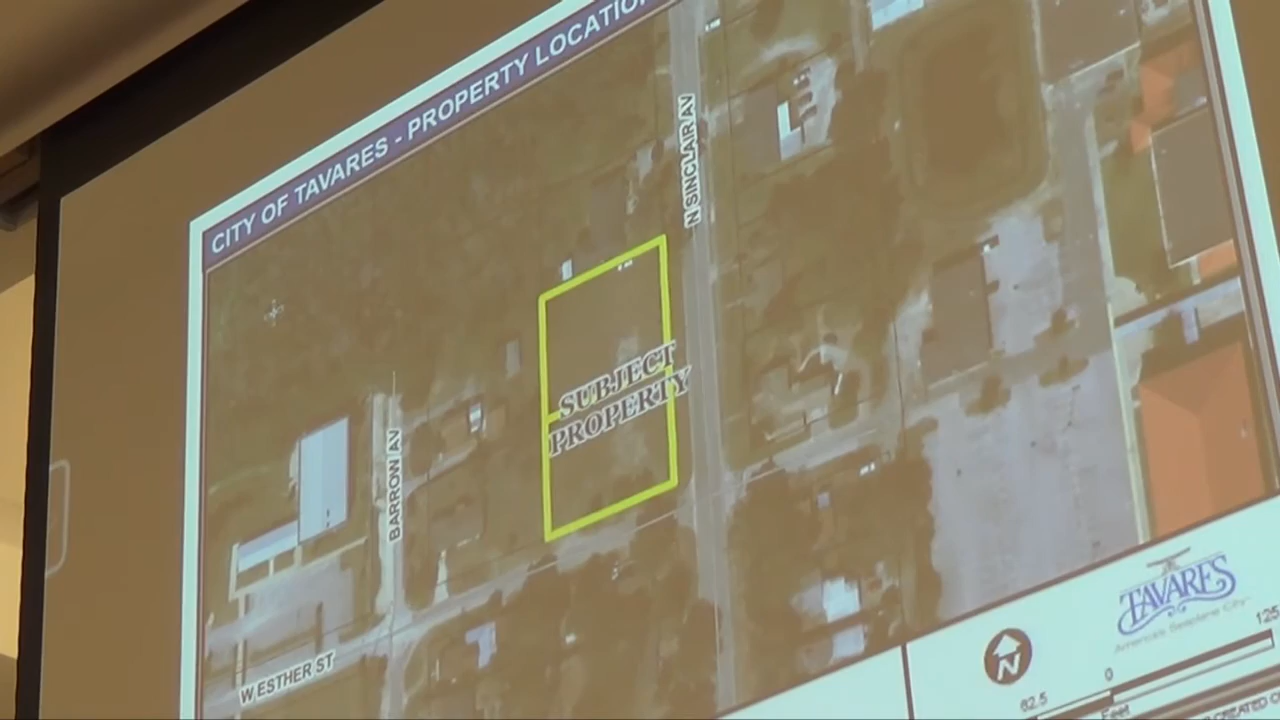 CITY OF TAVARES - PROPERTY LOCATION
N SINCLAIR AV
SUBJECT
PROPERTY
BARROW AV
W ESTHER ST
TAVARES
America's Seaplane City
N
62.5
0
125
Feet
CREATED